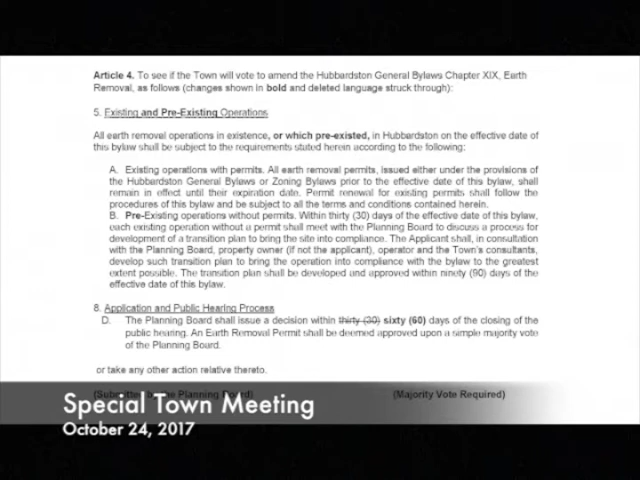 Article 4. To see if the Town will vote to amend the Hubbardston General Bylaws Chapter XIX, Earth
Removal, as follows (changes shown in bold and deleted language struck through):
5. Existing and Pre-Existing Operations
All earth removal operations in existence, or which pre-existed, in Hubbardston on the effective date of
this bylaw shall be subject to the requirements stated herein according to the following:
A. Existing operations with permits. All earth removal permits, issued either under the provisions of
the Hubbardston General Bylaws or Zoning Bylaws prior to the effective date of this bylaw, shall
remain in effect until their expiration date. Permit renewal for existing permits shall follow the
procedures of this bylaw and be subject to all the terms and conditions contained herein.
B. Pre-Existing operations without permits. Within thirty (30) days of the effective date of this bylaw,
each existing operation without a permit shall meet with the Planning Board to discuss a process for
development of a transition plan to bring the site into compliance. The Applicant shall, in consultation
with the Planning Board, property owner (if not the applicant), operator and the Town's consultants,
develop such transition plan to bring the operation into compliance with the bylaw to the greatest
extent possible. The transition plan shall be developed and approved within ninety (90) days of the
effective date of this bylaw.
8. Application and Public Hearing Process
D. The Planning Board shall issue a decision within thirty (30) sixty (60) days of the closing of the
public hearing. An Earth Removal Permit shall be deemed approved upon a simple majority vote
of the Planning Board.
or take any other action relative thereto.
(Submitted by the Planning Board) (Majority Vote Required)
Special Town Meeting
October 24, 2017